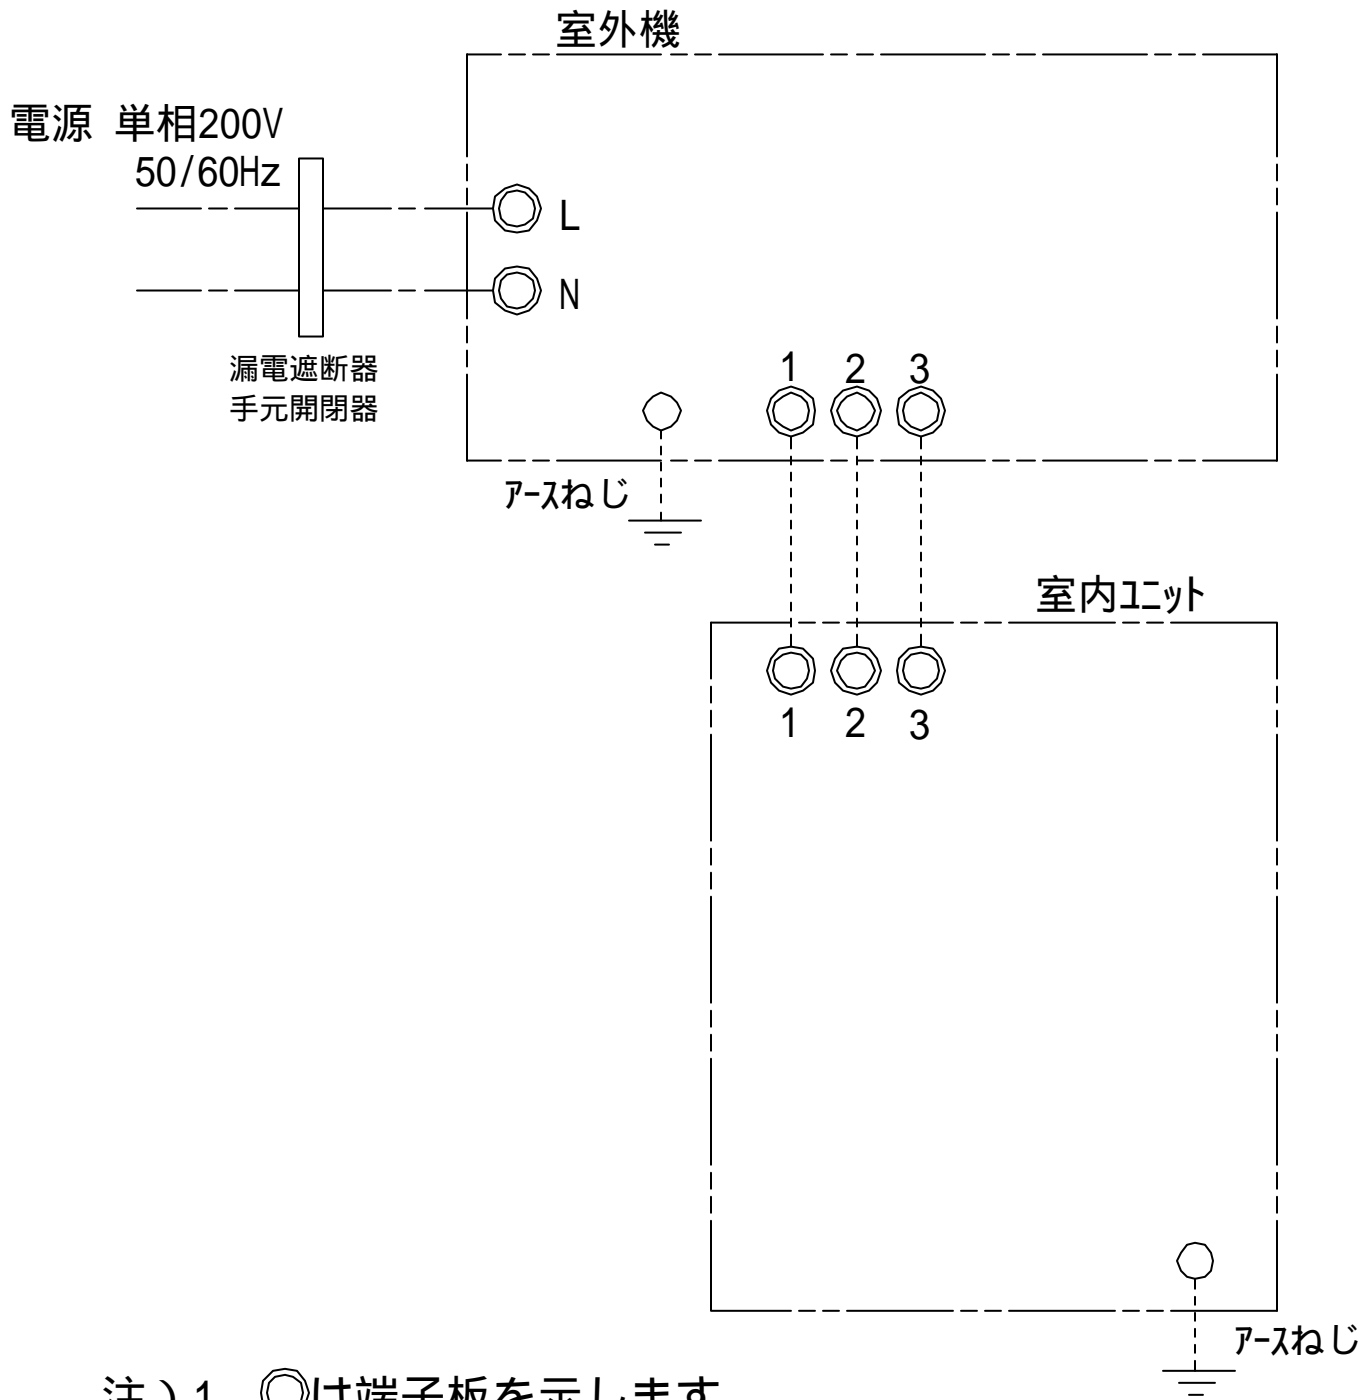 室外機
電源 単相200V
50/60Hz
L
N
漏電遮断器
手元開閉器
1 2 3
ｱｰｽねじ
室内ﾕﾆｯﾄ
1 2 3
ｱｰｽねじ
注）1. ◎は端子板を示します